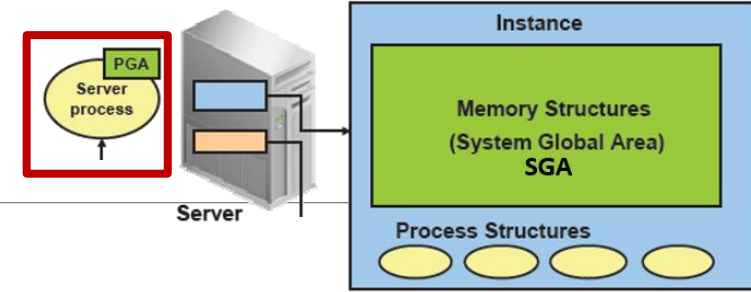 PGA
Server
process
Server
Instance
Memory Structures
(System Global Area)
SGA
Process Structures